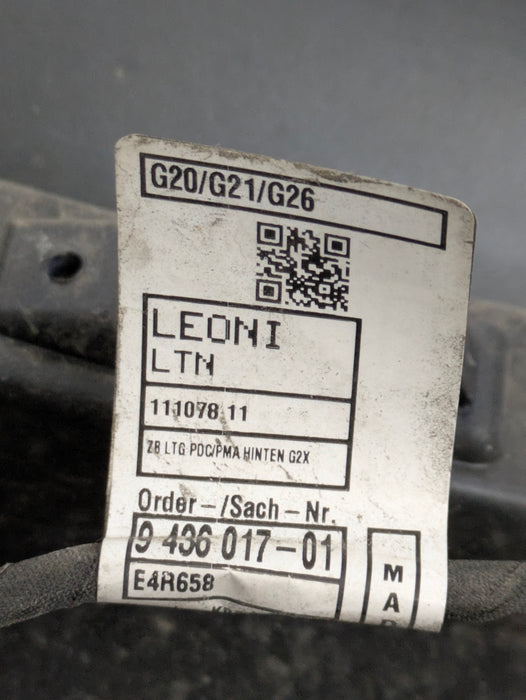 G20/G21/G26
LEONI
LTN
111078 11
ZB LTG PDC/PMA HINTEN G2X
Order-/Sach-Nr.
9 436 017-01
E4R658
M
A